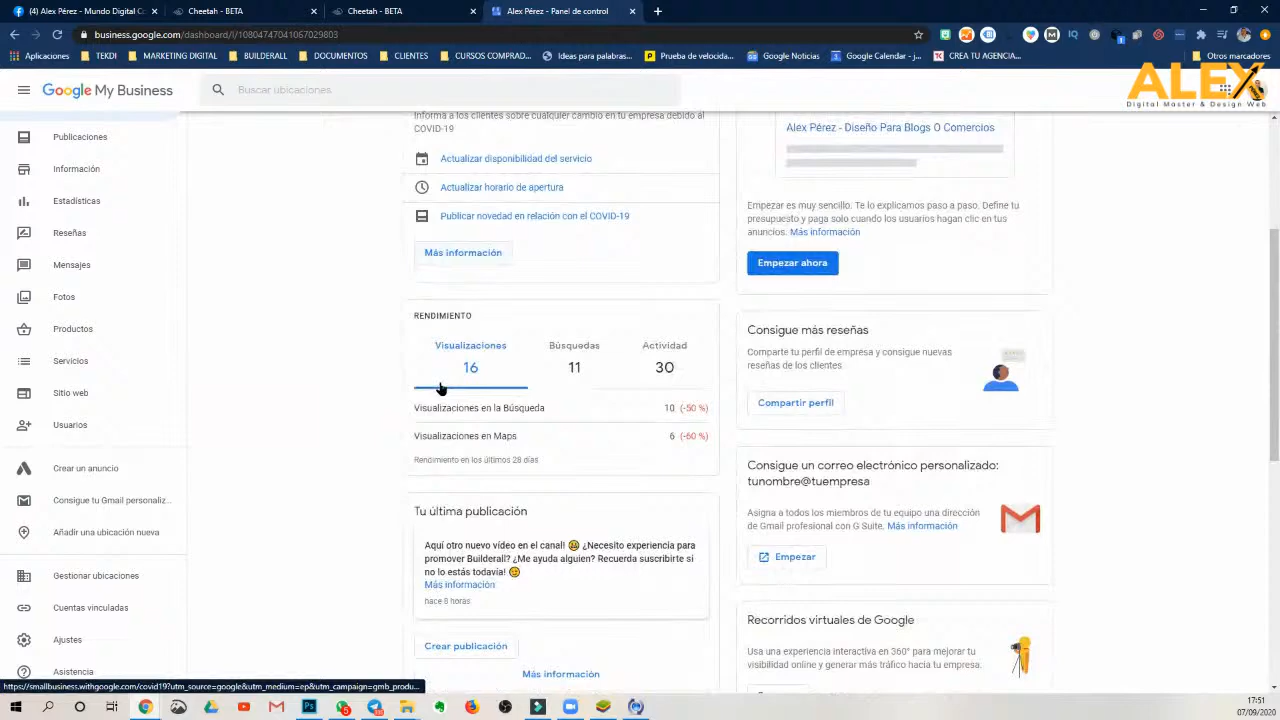 (4) Alex Pérez - Mundo Digital C
Cheetah - BETA
Cheetah - BETA
Alex Pérez - Panel de control
business.google.com/dashboard/l/10804747041067029803
Aplicaciones
TEKDI
MARKETING DIGITAL
BUILDERALL
DOCUMENTOS
CLIENTES
CURSOS COMPRAD...
Ideas para palabras...
Prueba de velocida...
Google Noticias
Google Calendar - j...
CREA TU AGENCIA...
Otros marcadores
ALEX
Digital Master & Design Web
Google My Business
Buscar ubicaciones
Publicaciones
Información
Estadísticas
Reseñas
Mensajes
Fotos
Productos
Servicios
Sitio web
Usuarios
Crear un anuncio
Consigue tu Gmail personaliz...
Añadir una ubicación nueva
Gestionar ubicaciones
Cuentas vinculadas
Ajustes
Asistencia
Informa a los clientes sobre cualquier cambio en tu empresa debido al
COVID-19
Actualizar disponibilidad del servicio
Actualizar horario de apertura
Publicar novedad en relación con el COVID-19
Más información
RENDIMIENTO
Visualizaciones Búsquedas Actividad
16 11 30
Visualizaciones en la Búsqueda 10 (-50 %)
Visualizaciones en Maps 6 (-60 %)
Rendimiento en los últimos 28 días
Tu última publicación
Aquí otro nuevo vídeo en el canal! ¿Necesito experiencia para
promover Builderall? ¿Me ayuda alguien? Recuerda suscribirte si
no lo estás todavía!
Más información
hace 8 horas
Crear publicación
Más información
Alex Pérez - Diseño Para Blogs O Comercios
Empezar es muy sencillo. Te lo explicamos paso a paso. Define tu
presupuesto y paga solo cuando los usuarios hagan clic en tus
anuncios. Más información
Empezar ahora
Consigue más reseñas
Comparte tu perfil de empresa y consigue nuevas
reseñas de los clientes
Compartir perfil
Consigue un correo electrónico personalizado:
tunombre@tuempresa
Asigna a todos los miembros de tu equipo una dirección
de Gmail profesional con G Suite. Más información
Empezar
Recorridos virtuales de Google
Usa una experiencia interactiva en 360° para mejorar tu
visibilidad online y generar más tráfico hacia tu empresa.
https://smallbusiness.withgoogle.com/covid19?utm_source=google&utm_medium=ep&utm_campaign=gmb_produ...
17:51
07/09/2020